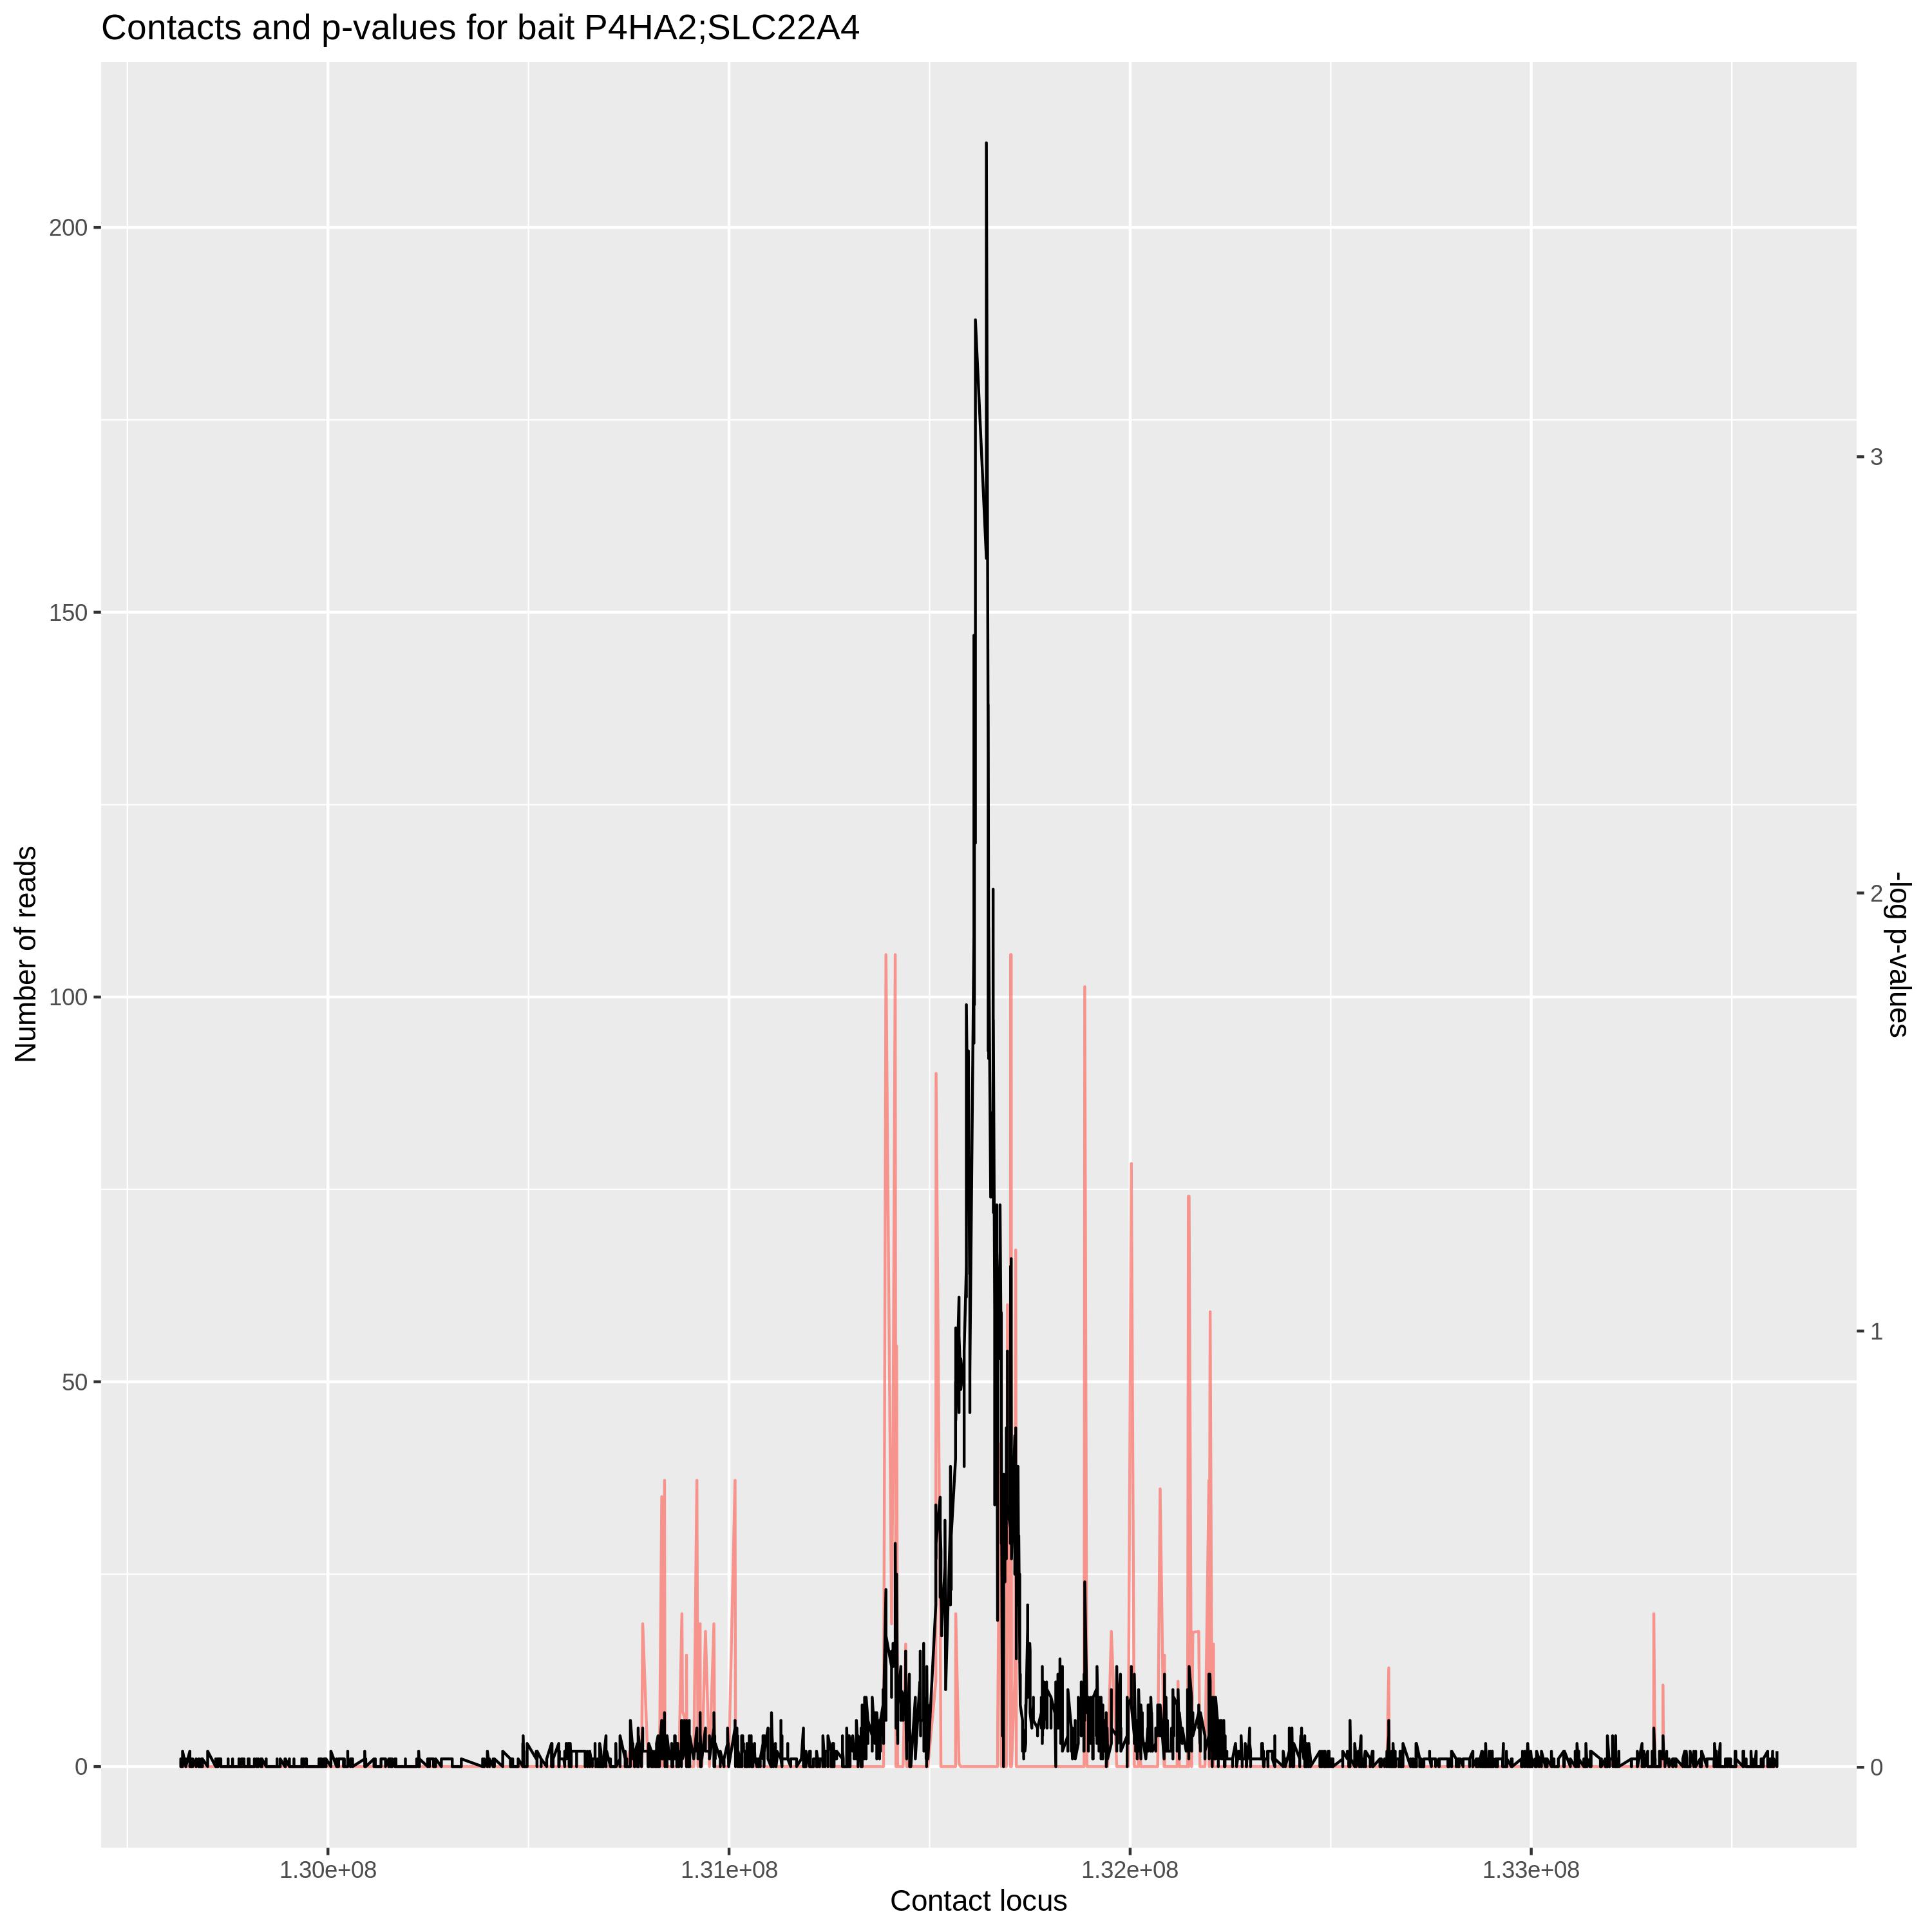 Contacts and p-values for bait P4HA2;SLC22A4
Number of reads
200
150
100
50
0
3
2
1
0
-log p-values
1.30e+08
1.31e+08
1.32e+08
1.33e+08
Contact locus